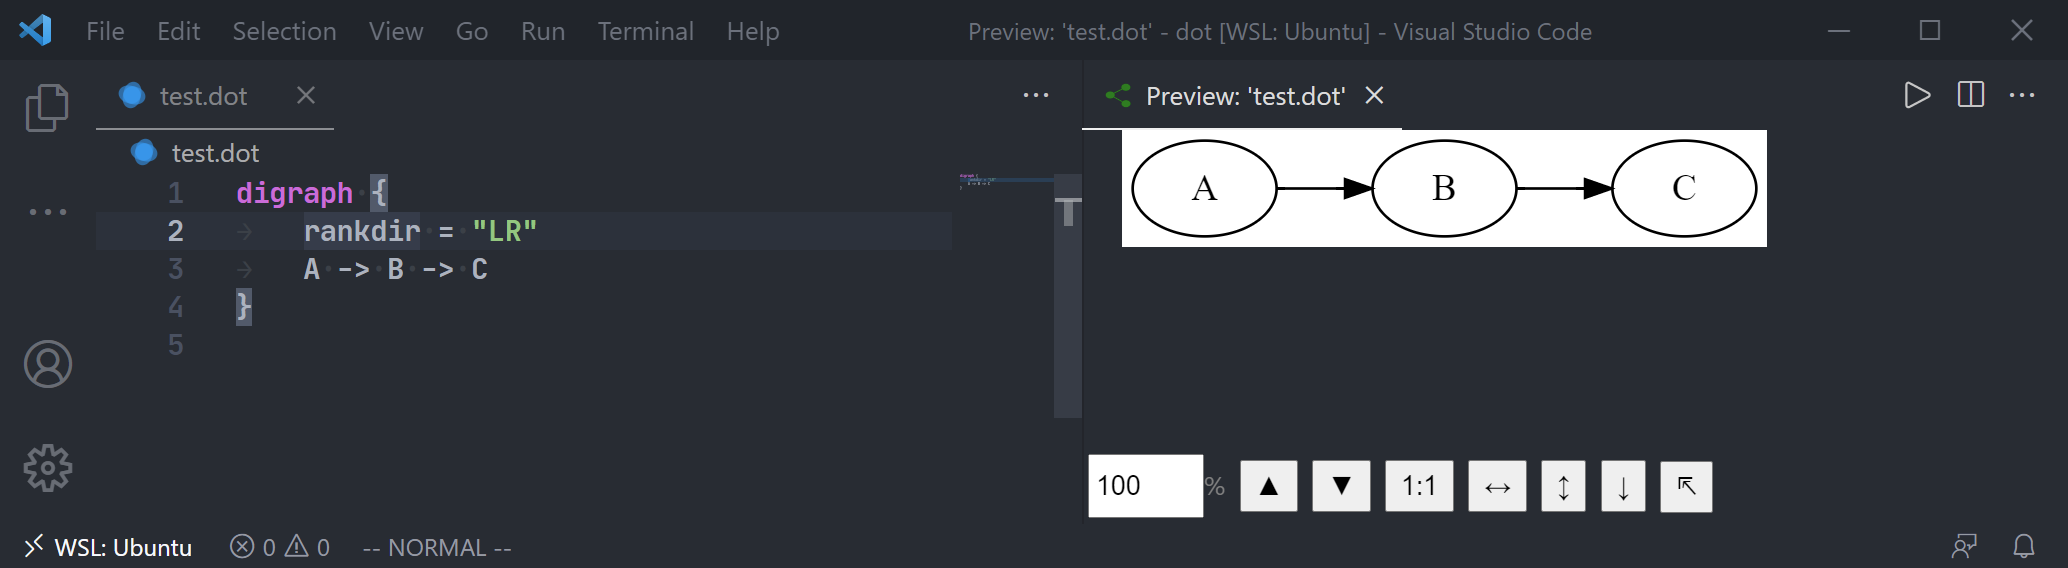 File Edit Selection View Go Run Terminal Help Preview: 'test.dot' - dot [WSL: Ubuntu] - Visual Studio Code
test.dot
Preview: 'test.dot'
test.dot
1 digraph {
2 rankdir = "LR"
3 A -> B -> C
4 }
5
A B C
100 % ▲ ▼ 1:1 ↔ ↕ ↓ ↸
WSL: Ubuntu 0 0 -- NORMAL --